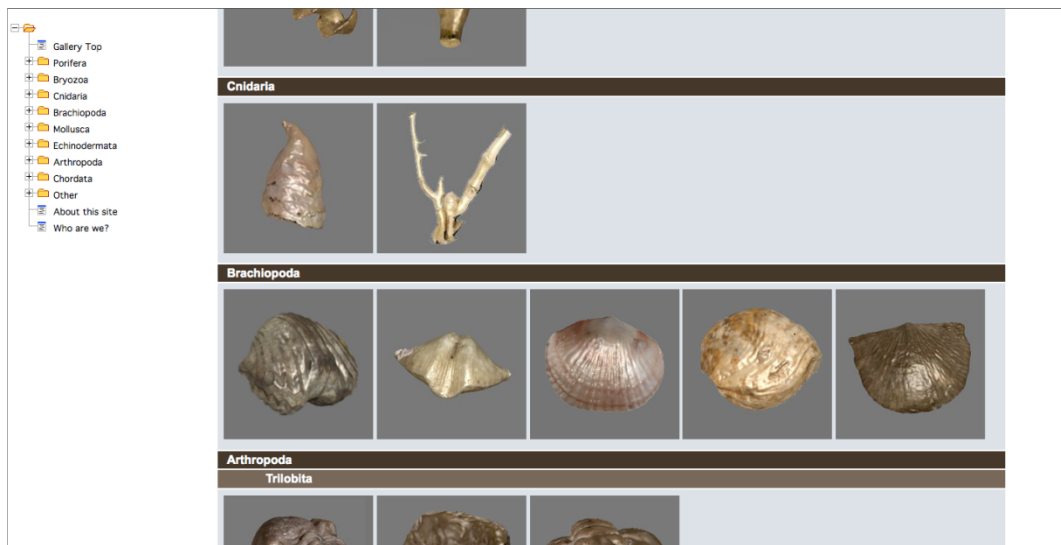 Gallery Top
Porifera
Bryozoa
Cnidaria
Brachiopoda
Mollusca
Echinodermata
Arthropoda
Chordata
Other
About this site
Who are we?
Cnidaria
Brachiopoda
Arthropoda
Trilobita